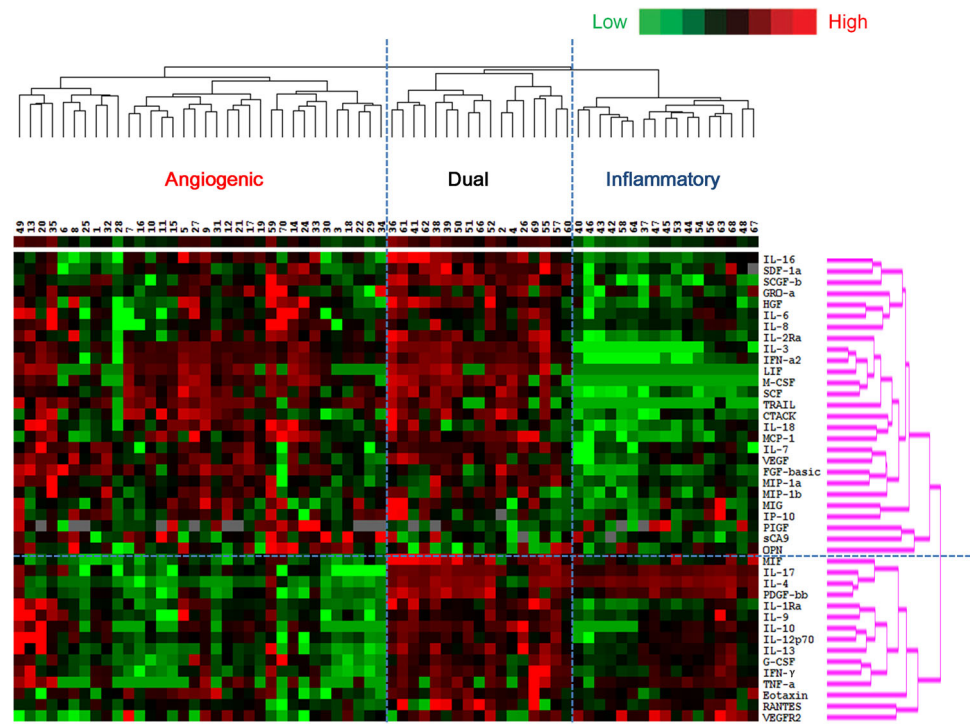 Low High
Angiogenic Dual Inflammatory
49 13 20 35 6 8 25 1 32 28 7 16 10 11 15 5 27 9 31 12 21 17 19 59 70 14 24 33 30 3 18 22 29 34 36 61 41 62 38 39 50 51 66 52 2 4 26 69 55 57 60 40 46 43 42 58 64 37 47 45 53 44 54 56 63 68 48 67
IL-16
SDF-1a
SCGF-b
GRO-a
HGF
IL-6
IL-8
IL-2Ra
IL-3
IFN-a2
LIF
M-CSF
SCF
TRAIL
CTACK
IL-18
MCP-1
IL-7
VEGF
FGF-basic
MIP-1a
MIP-1b
MIG
IP-10
PIGF
sCA9
OPN
MIF
IL-17
IL-4
PDGF-bb
IL-1Ra
IL-9
IL-10
IL-12p70
IL-13
G-CSF
IFN-γ
TNF-a
Eotaxin
RANTES
VEGFR2